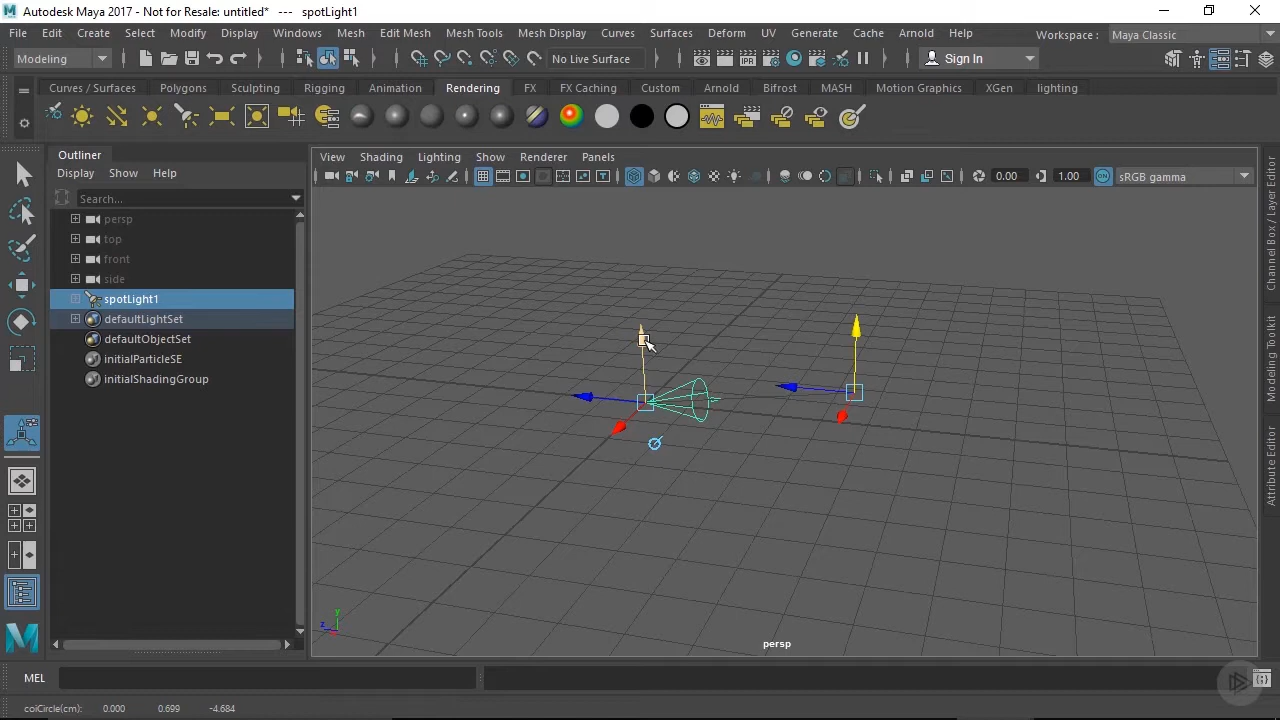 Autodesk Maya 2017 - Not for Resale: untitled*   ---   spotLight1
File Edit Create Select Modify Display Windows Mesh Edit Mesh Mesh Tools Mesh Display Curves Surfaces Deform UV Generate Cache Arnold Help Workspace : Maya Classic
Modeling No Live Surface Sign In
Curves / Surfaces Polygons Sculpting Rigging Animation Rendering FX FX Caching Custom Arnold Bifrost MASH Motion Graphics XGen lighting
IPR
Outliner
Display Show Help
Search...
persp
top
front
side
spotLight1
defaultLightSet
defaultObjectSet
initialParticleSE
initialShadingGroup
View Shading Lighting Show Renderer Panels
0.00 1.00 ON sRGB gamma
y
z
persp
Channel Box / Layer Editor
Modeling Toolkit
Attribute Editor
MEL
coiCircle(cm): 0.000 0.699 -4.684